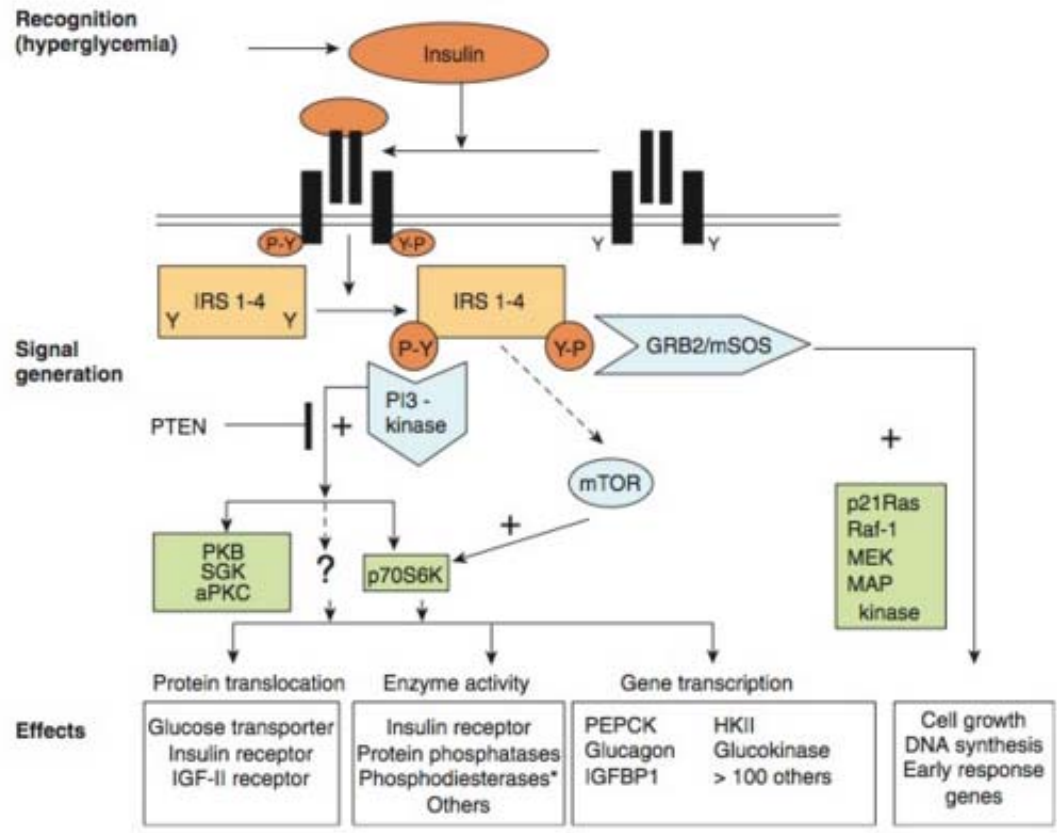 Recognition
(hyperglycemia)
Insulin
P-Y
Y-P
Y
Y
IRS 1-4
Y
Y
IRS 1-4
P-Y
Y-P
GRB2/mSOS
Signal
generation
PI3 -
kinase
PTEN
+
mTOR
+
+
p21Ras
Raf-1
MEK
MAP
kinase
PKB
SGK
aPKC
?
p70S6K
Protein translocation
Enzyme activity
Gene transcription
Effects
Glucose transporter
Insulin receptor
IGF-II receptor
Insulin receptor
Protein phosphatases
Phosphodiesterases*
Others
PEPCK
Glucagon
IGFBP1
HKII
Glucokinase
> 100 others
Cell growth
DNA synthesis
Early response
genes